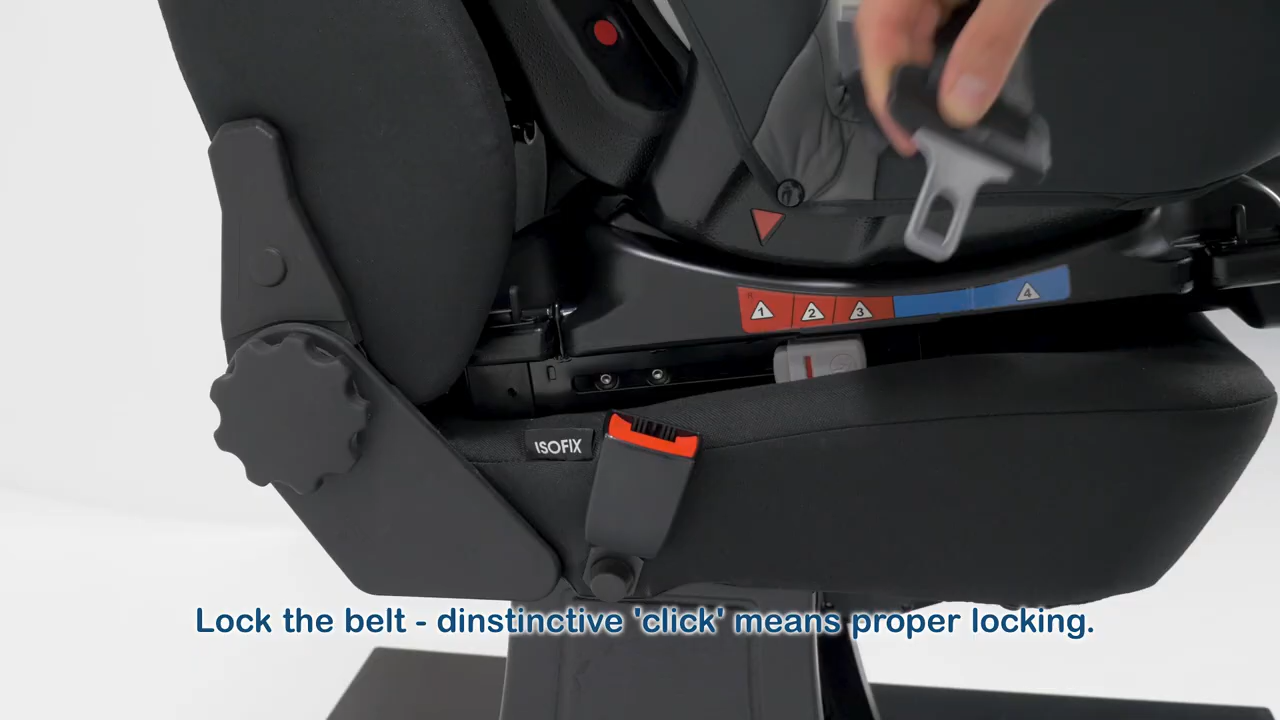 1 2 3 4
ISOFIX
Lock the belt - dinstinctive 'click' means proper locking.